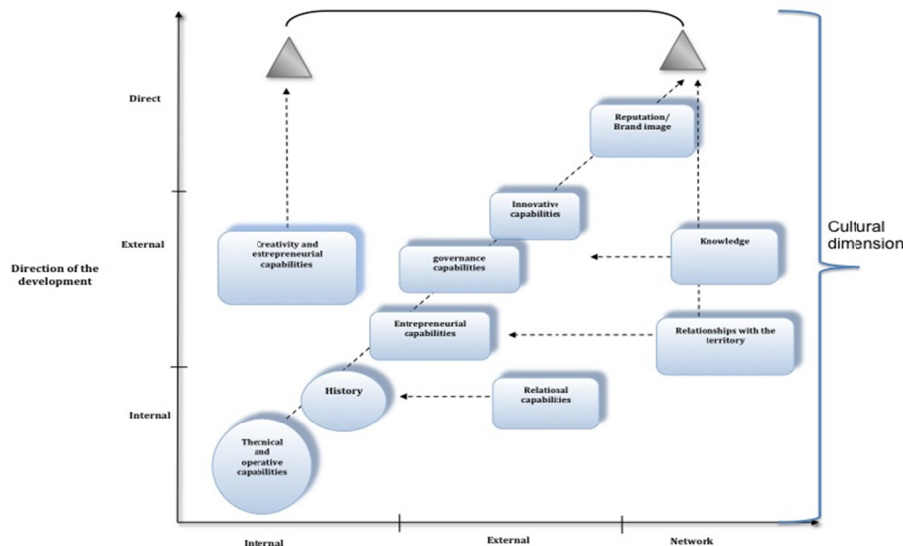 Direct
Reputation/
Brand image
Innovative
capabilities
External
Creativity and
entrepreneurial
capabilities
governance
capabilities
Knowledge
Cultural
dimension
Direction of the
development
Entrepreneurial
capabilities
Relationships with the
territory
Internal
History
Relational
capabilities
Thecnical
and
operative
capabilities
Internal
External
Network